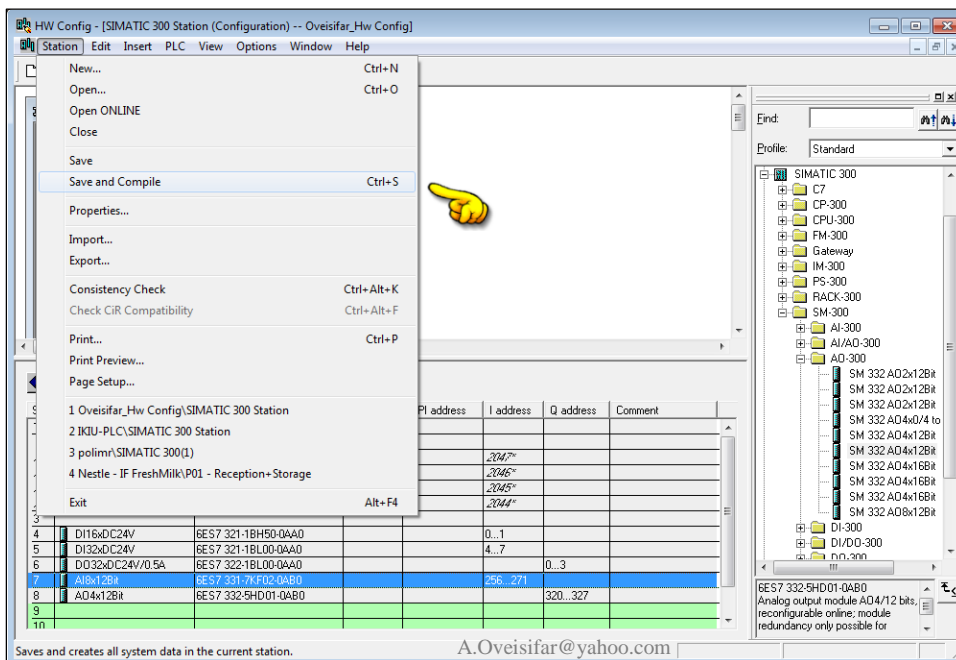 HW Config - [SIMATIC 300 Station (Configuration) -- Oveisifar_Hw Config]
Station Edit Insert PLC View Options Window Help
New... Ctrl+N
Open... Ctrl+O
Open ONLINE
Close
Save
Save and Compile Ctrl+S
Properties...
Import...
Export...
Consistency Check Ctrl+Alt+K
Check CiR Compatibility Ctrl+Alt+F
Print... Ctrl+P
Print Preview...
Page Setup...
1 Oveisifar_Hw Config\SIMATIC 300 Station
2 IKIU-PLC\SIMATIC 300 Station
3 polimr\SIMATIC 300(1)
4 Nestle - IF FreshMilk\P01 - Reception+Storage
Exit Alt+F4
Find:
Profile: Standard
SIMATIC 300
C7
CP-300
CPU-300
FM-300
Gateway
IM-300
PS-300
RACK-300
SM-300
AI-300
AI/AO-300
AO-300
SM 332 AO2x12Bit
SM 332 AO2x12Bit
SM 332 AO2x12Bit
SM 332 AO4x0/4 to
SM 332 AO4x12Bit
SM 332 AO4x12Bit
SM 332 AO4x16Bit
SM 332 AO4x16Bit
SM 332 AO4x16Bit
SM 332 AO8x12Bit
DI-300
DI/DO-300
DO-300
6ES7 332-5HD01-0AB0
Analog output module AO4/12 bits,
reconfigurable online; module
redundancy only possible for
PI address I address Q address Comment
2047*
2046*
2045*
2044*
3
4 DI16xDC24V 6ES7 321-1BH50-0AA0 0...1
5 DI32xDC24V 6ES7 321-1BL00-0AA0 4...7
6 DO32xDC24V/0.5A 6ES7 322-1BL00-0AA0 0...3
7 AI8x12Bit 6ES7 331-7KF02-0AB0 256...271
8 AO4x12Bit 6ES7 332-5HD01-0AB0 320...327
9
10
Saves and creates all system data in the current station.
A.Oveisifar@yahoo.com